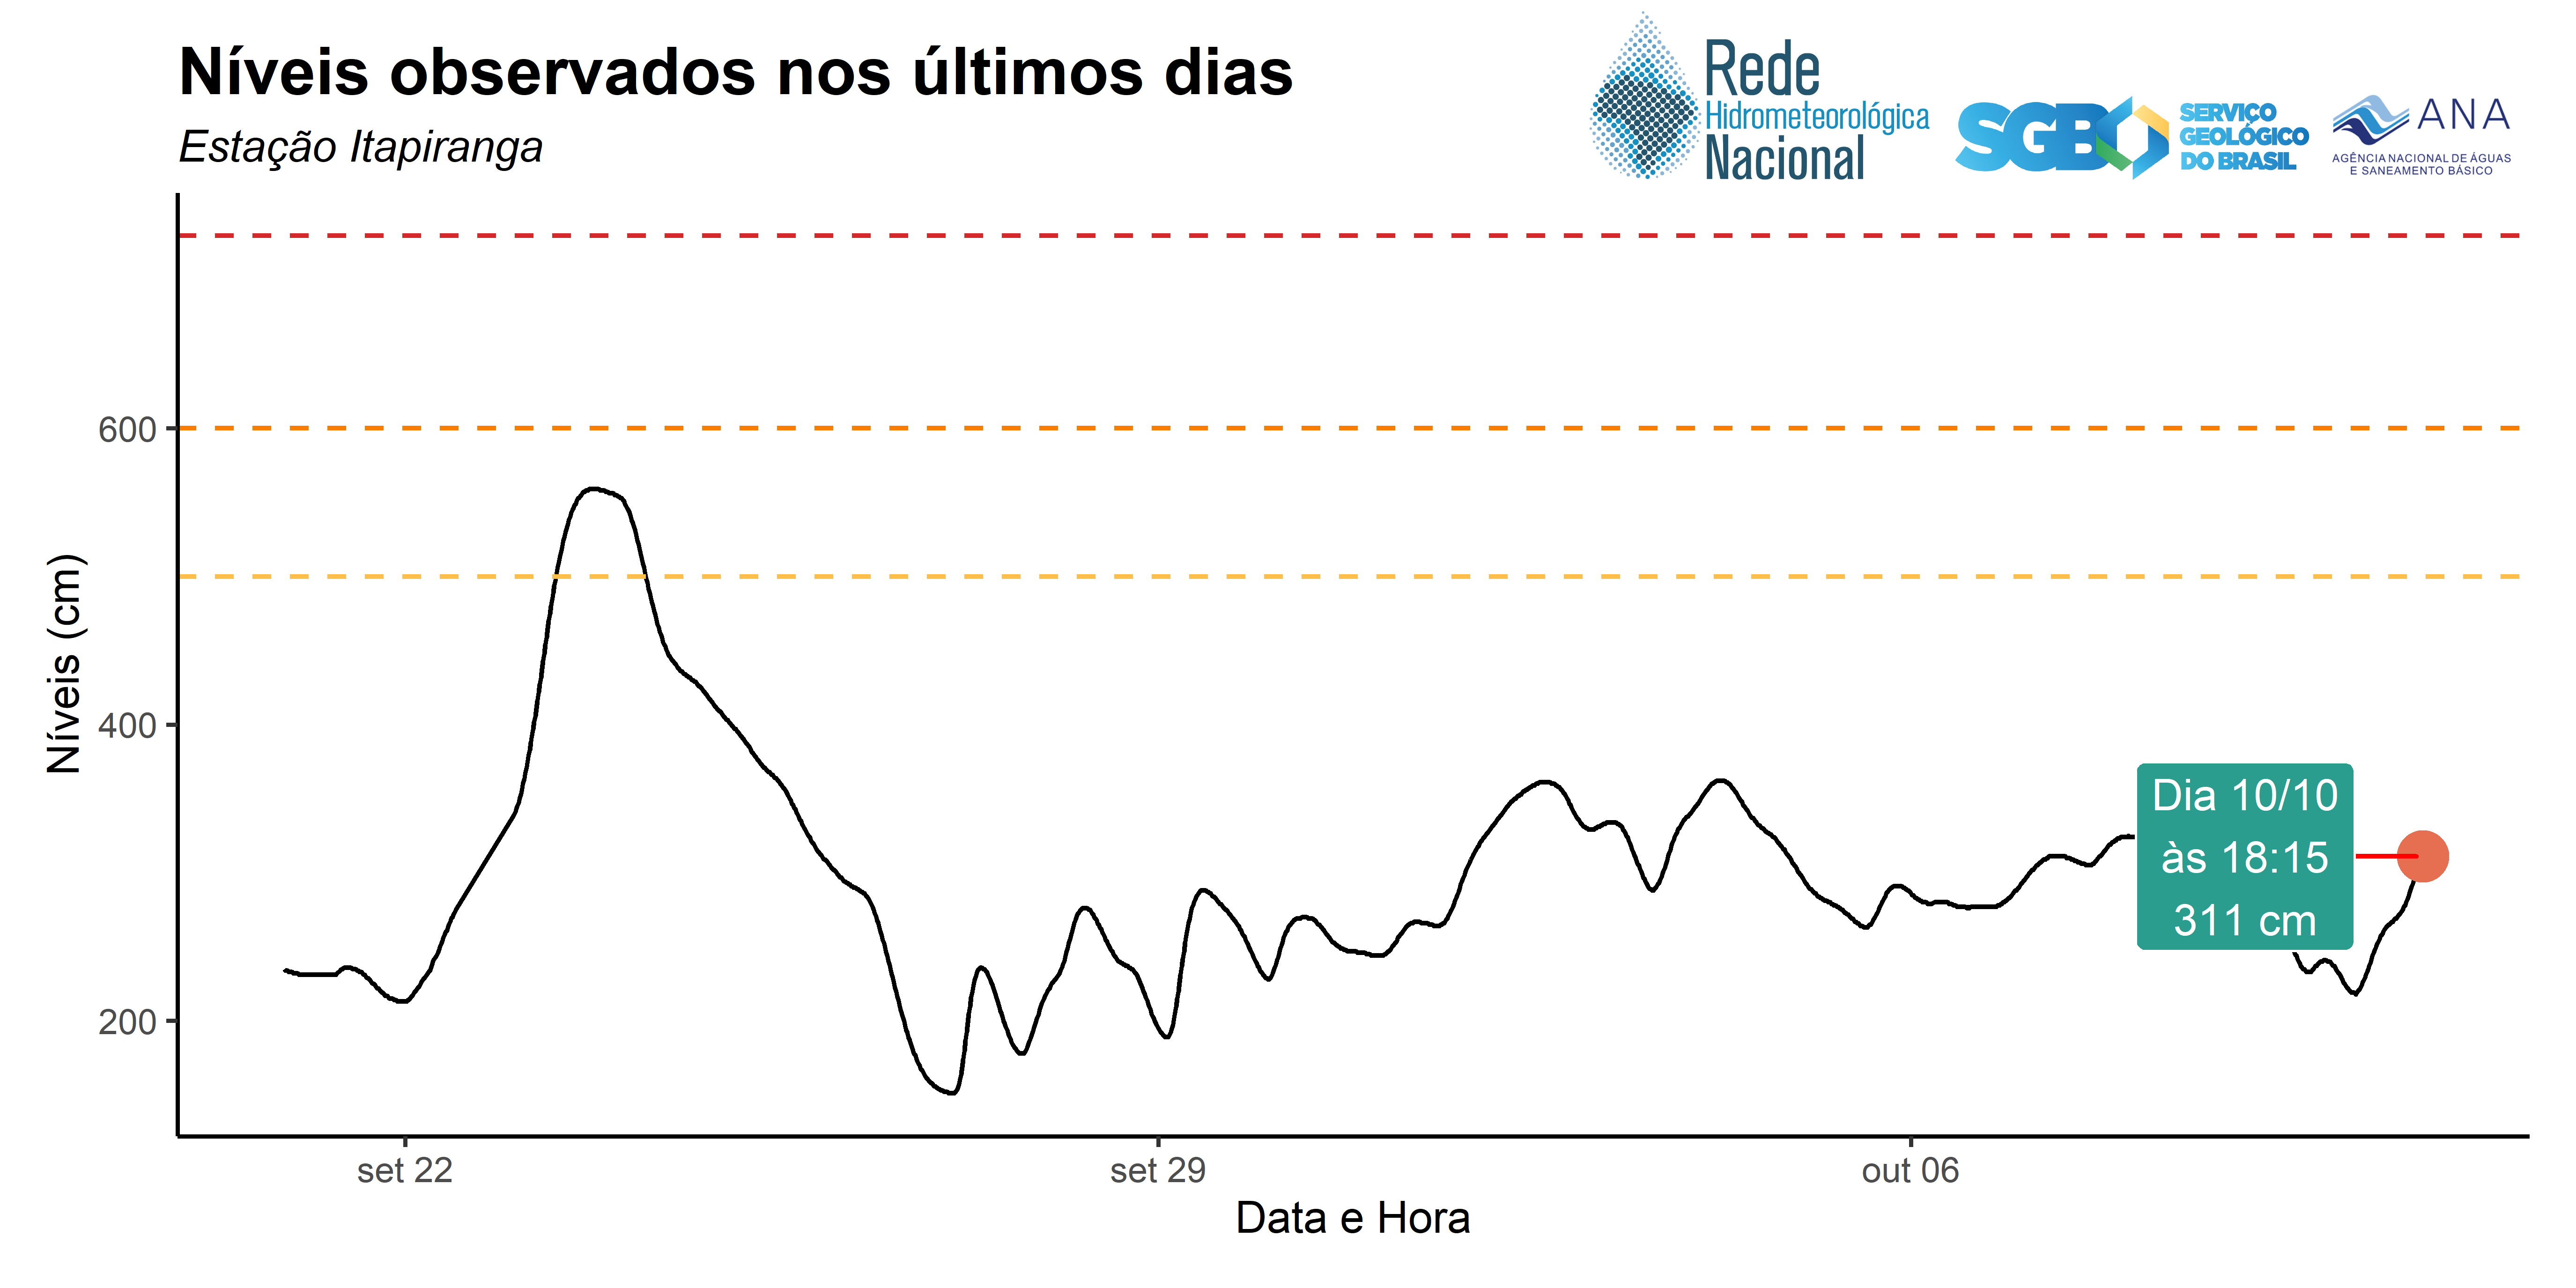 Níveis observados nos últimos dias
Estação Itapiranga
Rede
Hidrometeorológica
Nacional
SGB
SERVIÇO
GEOLÓGICO
DO BRASIL
ANA
AGÊNCIA NACIONAL DE ÁGUAS
E SANEAMENTO BÁSICO
Níveis (cm)
600
400
200
Dia 10/10
às 18:15
311 cm
set 22
set 29
out 06
Data e Hora